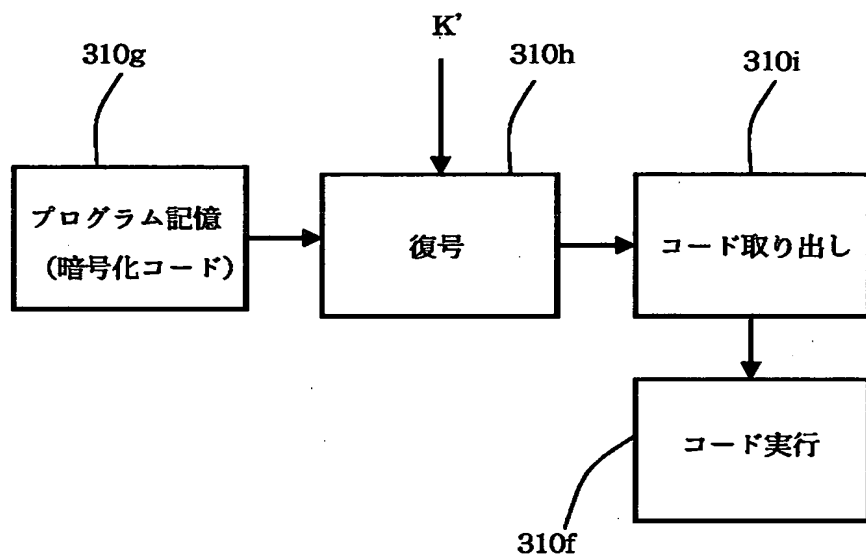 K'
310g
310h
310i
プログラム記憶
（暗号化コード）
復号
コード取り出し
コード実行
310f